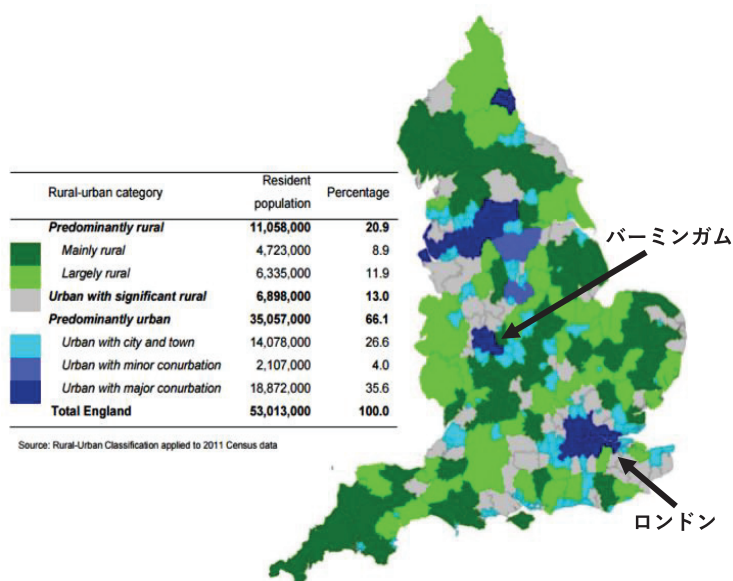 Rural-urban category Resident population Percentage
Predominantly rural 11,058,000 20.9
Mainly rural 4,723,000 8.9
Largely rural 6,335,000 11.9
Urban with significant rural 6,898,000 13.0
Predominantly urban 35,057,000 66.1
Urban with city and town 14,078,000 26.6
Urban with minor conurbation 2,107,000 4.0
Urban with major conurbation 18,872,000 35.6
Total England 53,013,000 100.0
Source: Rural-Urban Classification applied to 2011 Census data
バーミンガム
ロンドン